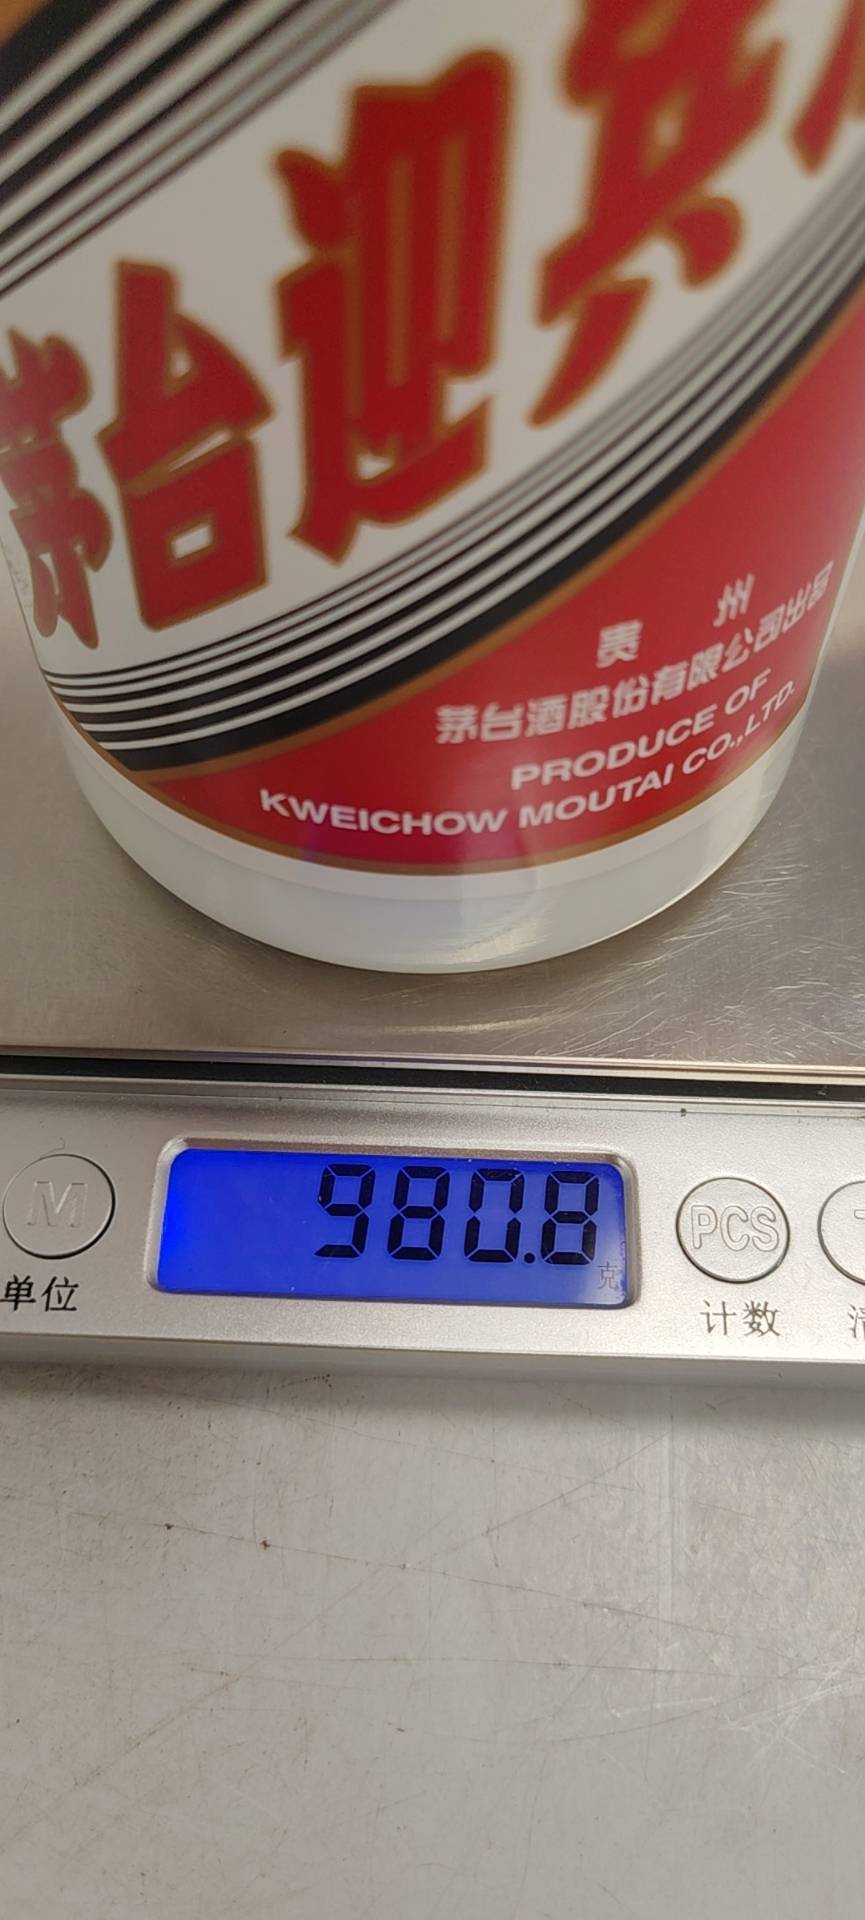 茅台迎宾
贵 州
茅台酒股份有限公司出品
PRODUCE OF
KWEICHOW MOUTAI CO.,LTD.
M
980.8
克
PCS
单位
计数